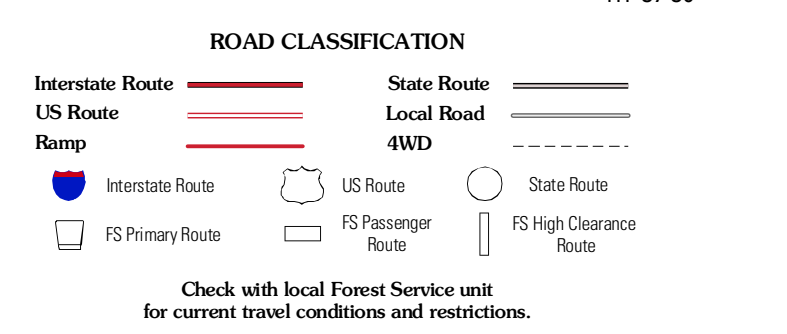 ROAD CLASSIFICATION
Interstate Route State Route
US Route Local Road
Ramp 4WD
Interstate Route US Route State Route
FS Primary Route FS Passenger Route FS High Clearance Route
Check with local Forest Service unit
for current travel conditions and restrictions.